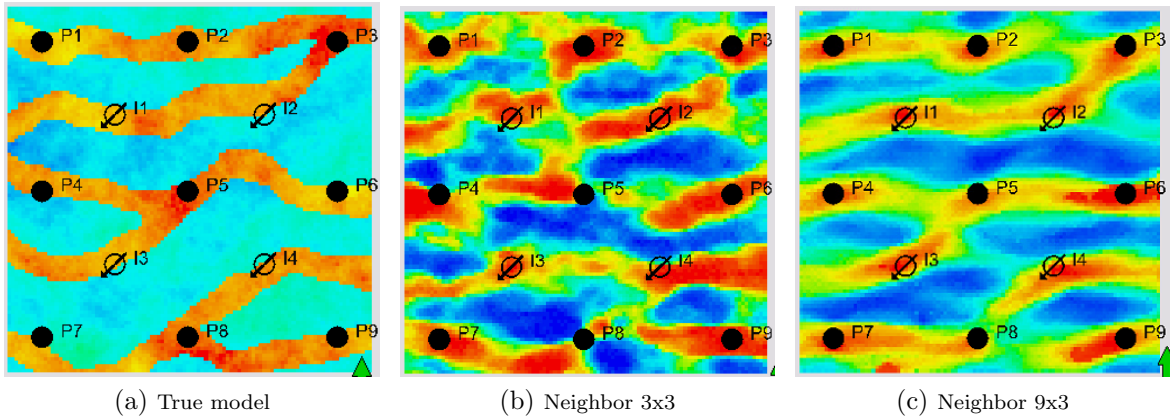 P1 P2 P3
I1 I2
P4 P5 P6
I3 I4
P7 P8 P9
P1 P2 P3
I1 I2
P4 P5 P6
I3 I4
P7 P8 P9
P1 P2 P3
I1 I2
P4 P5 P6
I3 I4
P7 P8 P9
(a) True model
(b) Neighbor 3x3
(c) Neighbor 9x3